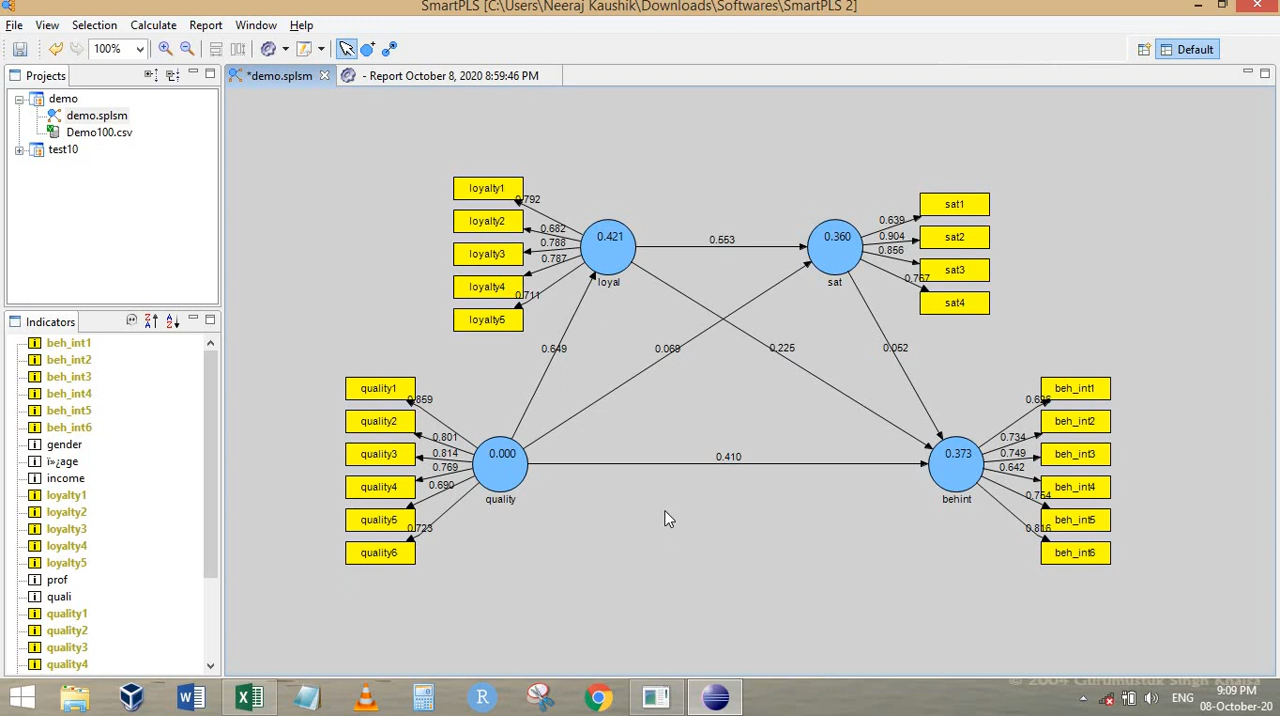 SmartPLS [C:\Users\Neeraj Kaushik\Downloads\Softwares\SmartPLS 2]
File View Selection Calculate Report Window Help
100% Default
Projects
*demo.splsm - Report October 8, 2020 8:59:46 PM
demo
demo.splsm
Demo100.csv
test10
Indicators
beh_int1
beh_int2
beh_int3
beh_int4
beh_int5
beh_int6
gender
ï»¿age
income
loyalty1
loyalty2
loyalty3
loyalty4
loyalty5
prof
quali
quality1
quality2
quality3
quality4
loyalty1
loyalty2
loyalty3
loyalty4
loyalty5
0.792
0.682
0.788
0.787
0.711
0.421
loyal
0.553
0.360
sat
0.639
0.904
0.856
0.767
sat1
sat2
sat3
sat4
0.649
0.069
0.225
0.052
quality1
quality2
quality3
quality4
quality5
quality6
0.859
0.801
0.814
0.769
0.690
0.723
0.000
quality
0.410
0.373
behint
0.734
0.749
0.642
0.754
0.816
beh_int1
beh_int2
beh_int3
beh_int4
beh_int5
beh_int6
© 2004 Gurumustuk Singh Khalsa
ENG
9:09 PM
08-October-20